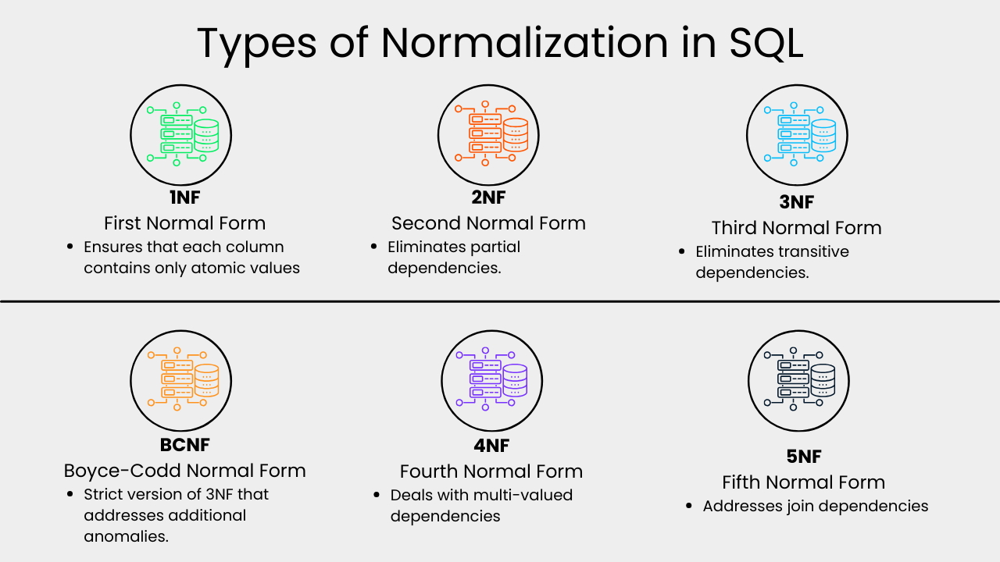 Types of Normalization in SQL
1NF
First Normal Form
• Ensures that each column
contains only atomic values
2NF
Second Normal Form
• Eliminates partial
dependencies.
3NF
Third Normal Form
• Eliminates transitive
dependencies.
BCNF
Boyce-Codd Normal Form
• Strict version of 3NF that
addresses additional
anomalies.
4NF
Fourth Normal Form
• Deals with multi-valued
dependencies
5NF
Fifth Normal Form
• Addresses join dependencies